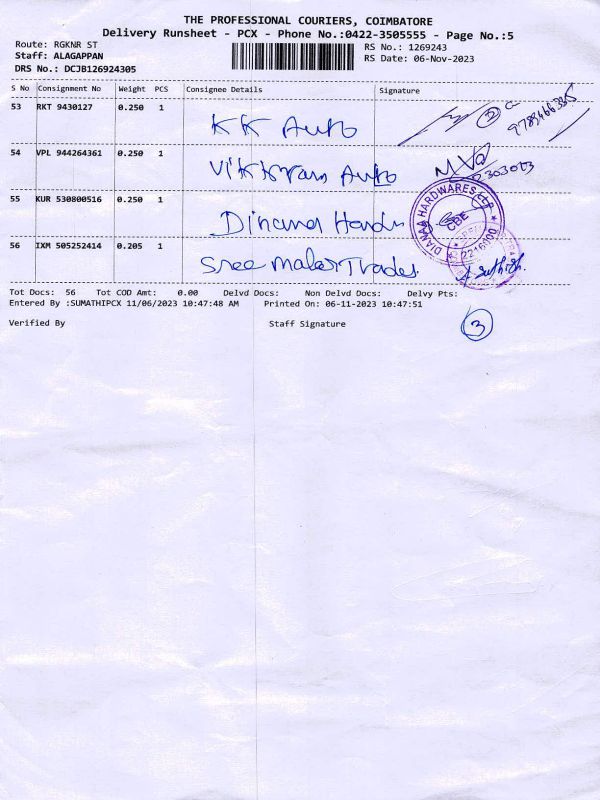 THE PROFESSIONAL COURIERS, COIMBATORE
Delivery Runsheet - PCX - Phone No.:0422-3505555 - Page No.:5
Route: RGKNR ST RS No.: 1269243
Staff: ALAGAPPAN RS Date: 06-Nov-2023
DRS No.: DCJB126924305
S No Consignment No Weight PCS Consignee Details Signature
53 RKT 9430127 0.250 1 KK Auto
54 VPL 944264361 0.250 1 Vikkram Auto
55 KUR 530800516 0.250 1
DIANAA HARDWARES LLP
CBE
56 IXM 505252414 0.205 1 Sree Malar Trades
Tot Docs: 56 Tot COD Amt: 0.00 Delvd Docs: Non Delvd Docs: Delvy Pts:
Entered By :SUMATHIPCX 11/06/2023 10:47:48 AM Printed On: 06-11-2023 10:47:51
Verified By Staff Signature 3